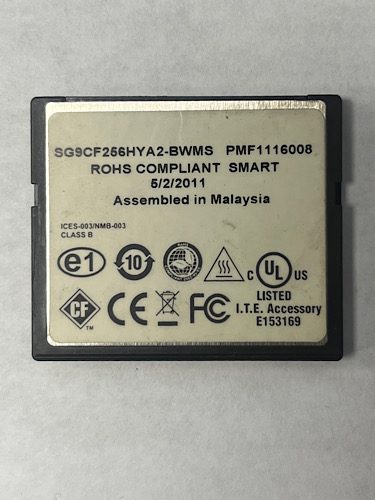 SG9CF256HYA2-BWMS PMF1116008
ROHS COMPLIANT SMART
5/2/2011
Assembled in Malaysia
ICES-003/NMB-003
CLASS B
e1
10
C UL US
LISTED
I.T.E. Accessory
E153169
CF TM
CE
FC